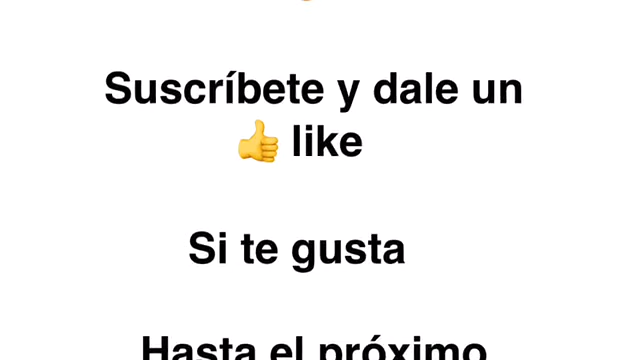 Suscríbete y dale un
👍 like
Si te gusta
Hasta el próximo